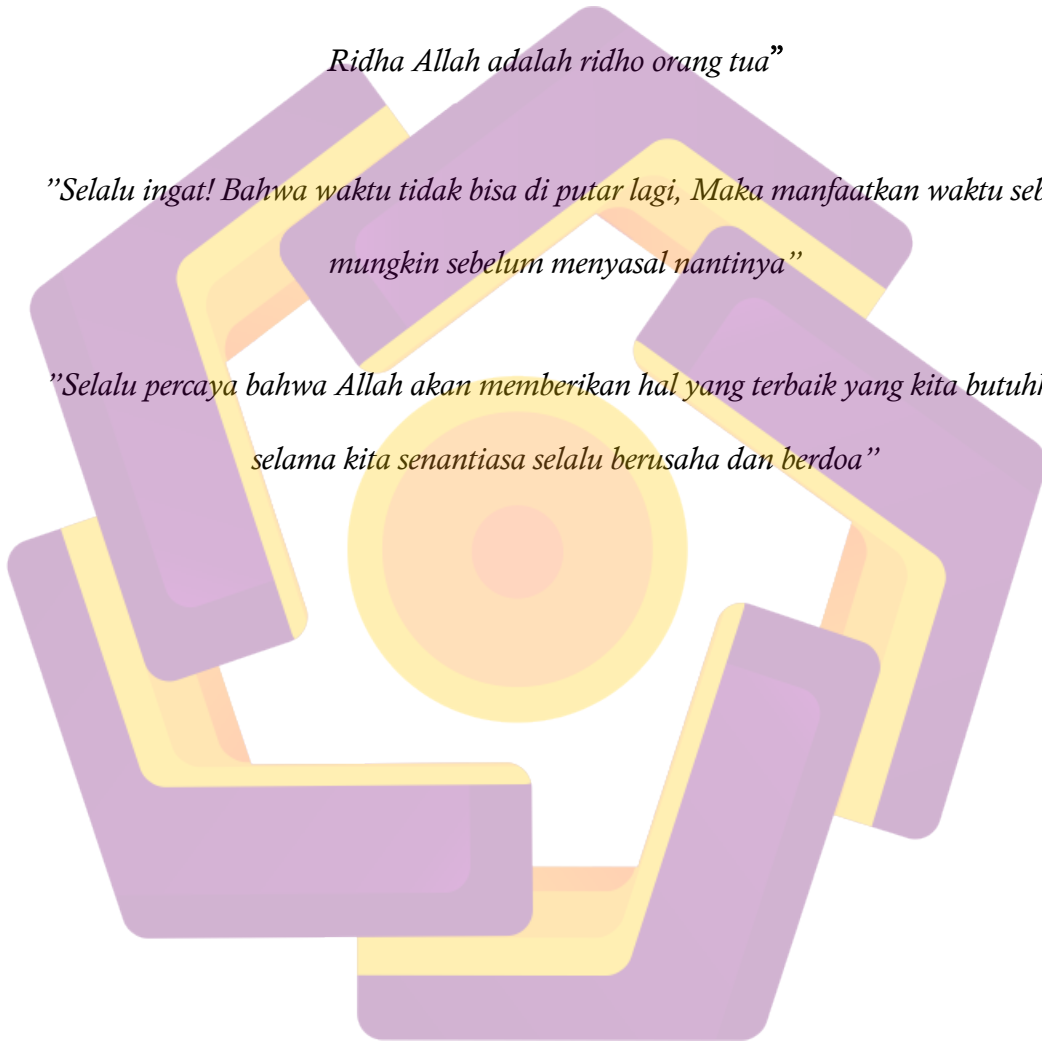 Ridha Allah adalah ridho orang tua”
”Selalu ingat! Bahwa waktu tidak bisa di putar lagi, Maka manfaatkan waktu
mungkin sebelum menyasal nantinya”
”Selalu percaya bahwa Allah akan memberikan hal yang terbaik yang kita
selama kita senantiasa selalu berusaha dan berdoa”